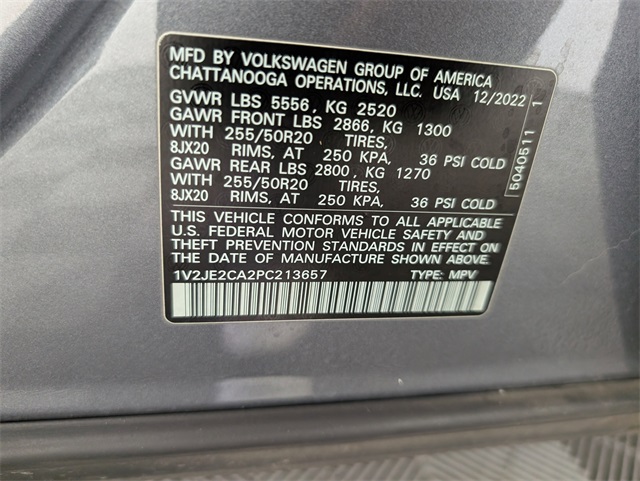 MFD BY VOLKSWAGEN GROUP OF AMERICA
CHATTANOOGA OPERATIONS, LLC. USA 12/2022
GVWR LBS 5556, KG 2520
GAWR FRONT LBS 2866, KG 1300
WITH 255/50R20 TIRES,
8JX20 RIMS, AT 250 KPA, 36 PSI COLD
GAWR REAR LBS 2800, KG 1270
WITH 255/50R20 TIRES,
8JX20 RIMS, AT 250 KPA, 36 PSI COLD
THIS VEHICLE CONFORMS TO ALL APPLICABLE
U.S. FEDERAL MOTOR VEHICLE SAFETY AND
THEFT PREVENTION STANDARDS IN EFFECT ON
THE DATE OF MANUFACTURE SHOWN ABOVE.
1V2JE2CA2PC213657 TYPE: MPV
5040511 1